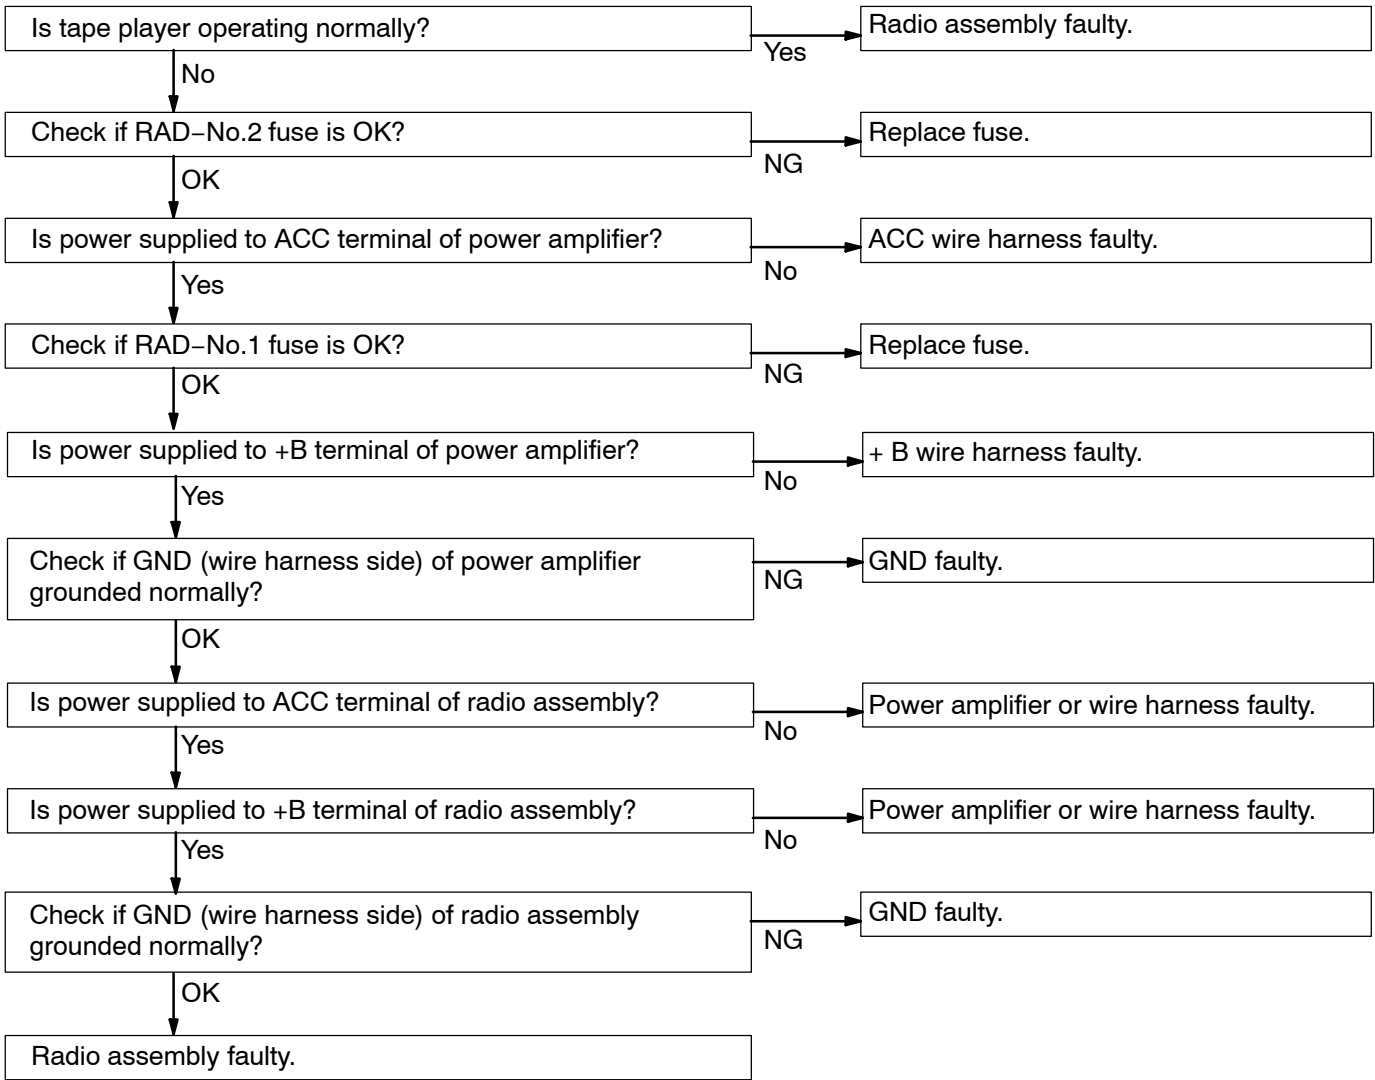 Is tape player operating normally?
Radio assembly faulty.
Yes
No
Check if RAD–No.2 fuse is OK?
Replace fuse.
NG
OK
Is power supplied to ACC terminal of power amplifier?
ACC wire harness faulty.
No
Yes
Check if RAD–No.1 fuse is OK?
Replace fuse.
NG
OK
Is power supplied to +B terminal of power amplifier?
+ B wire harness faulty.
No
Yes
Check if GND (wire harness side) of power amplifier
grounded normally?
GND faulty.
NG
OK
Is power supplied to ACC terminal of radio assembly?
Power amplifier or wire harness faulty.
No
Yes
Is power supplied to +B terminal of radio assembly?
Power amplifier or wire harness faulty.
No
Yes
Check if GND (wire harness side) of radio assembly
grounded normally?
GND faulty.
NG
OK
Radio assembly faulty.